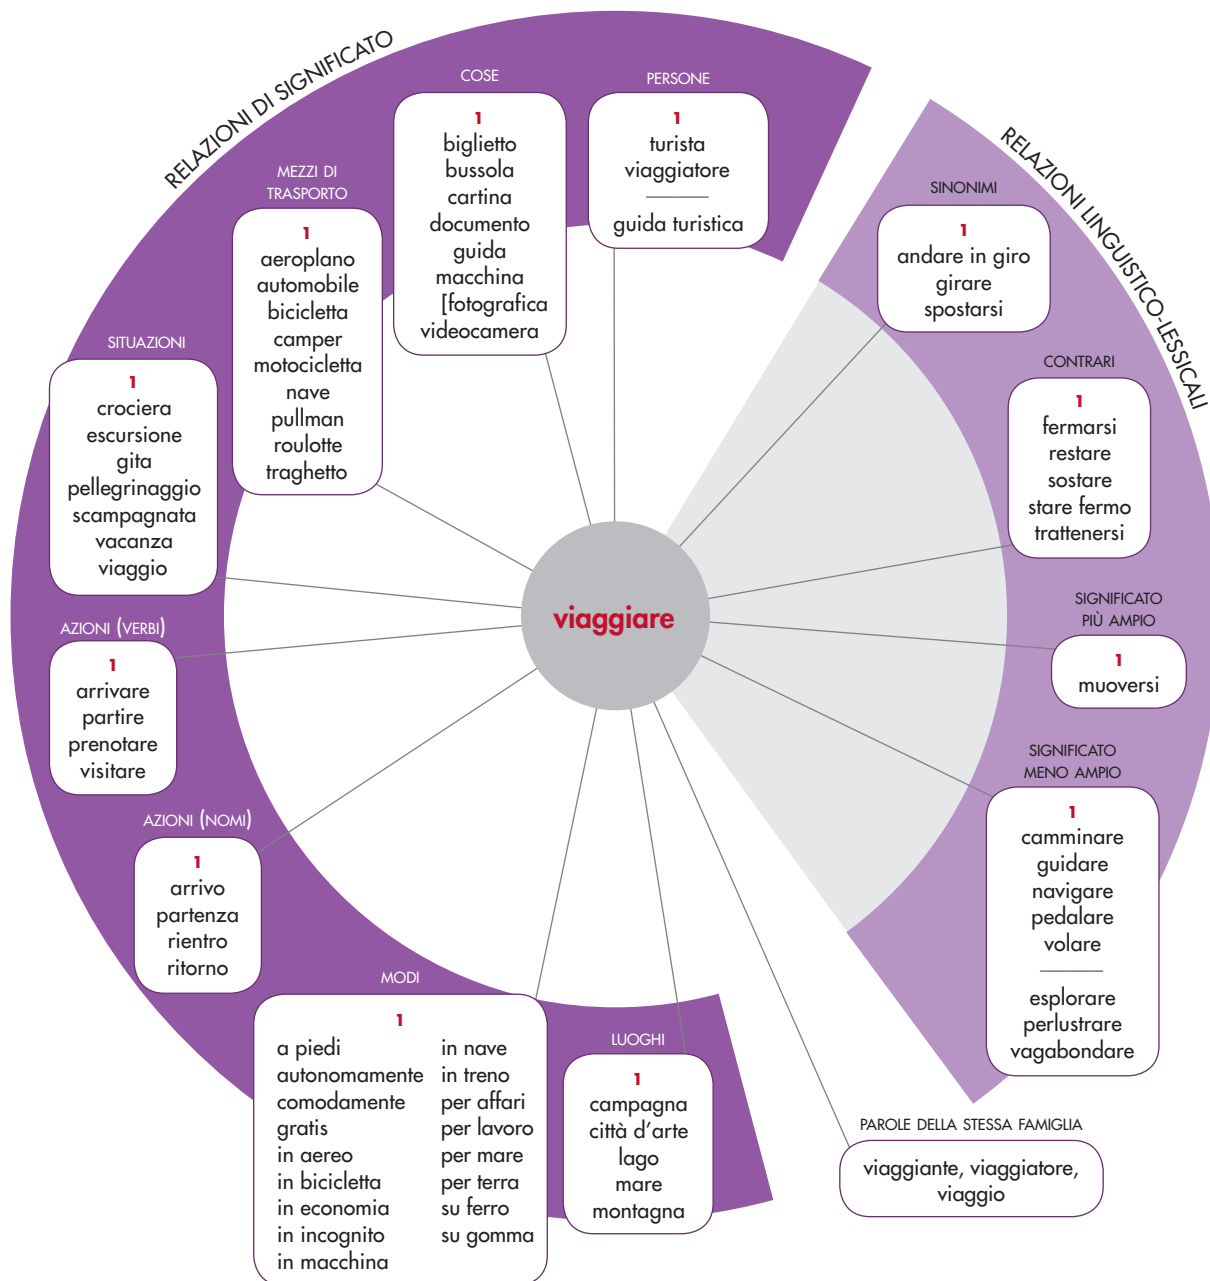 RELAZIONI DI SIGNIFICATO
COSE
1
biglietto
bussola
cartina
documento
guida
macchina
[fotografica
videocamera
PERSONE
1
turista
viaggiatore
guida turistica
MEZZI DI
TRASPORTO
1
aeroplano
automobile
bicicletta
camper
motocicletta
nave
pullman
roulotte
traghetto
SITUAZIONI
1
crociera
escursione
gita
pellegrinaggio
scampagnata
vacanza
viaggio
AZIONI (VERBI)
1
arrivare
partire
prenotare
visitare
AZIONI (NOMI)
1
arrivo
partenza
rientro
ritorno
MODI
1
a piedi
autonomamente
comodamente
gratis
in aereo
in bicicletta
in economia
in incognito
in macchina
in nave
in treno
per affari
per lavoro
per mare
per terra
su ferro
su gomma
LUOGHI
1
campagna
città d'arte
lago
mare
montagna
viaggiare
RELAZIONI LINGUISTICO-LESSICALI
SINONIMI
1
andare in giro
girare
spostarsi
CONTRARI
1
fermarsi
restare
sostare
stare fermo
trattenersi
SIGNIFICATO
PIÙ AMPIO
1
muoversi
SIGNIFICATO
MENO AMPIO
1
camminare
guidare
navigare
pedalare
volare
esplorare
perlustrare
vagabondare
PAROLE DELLA STESSA FAMIGLIA
viaggiante, viaggiatore,
viaggio